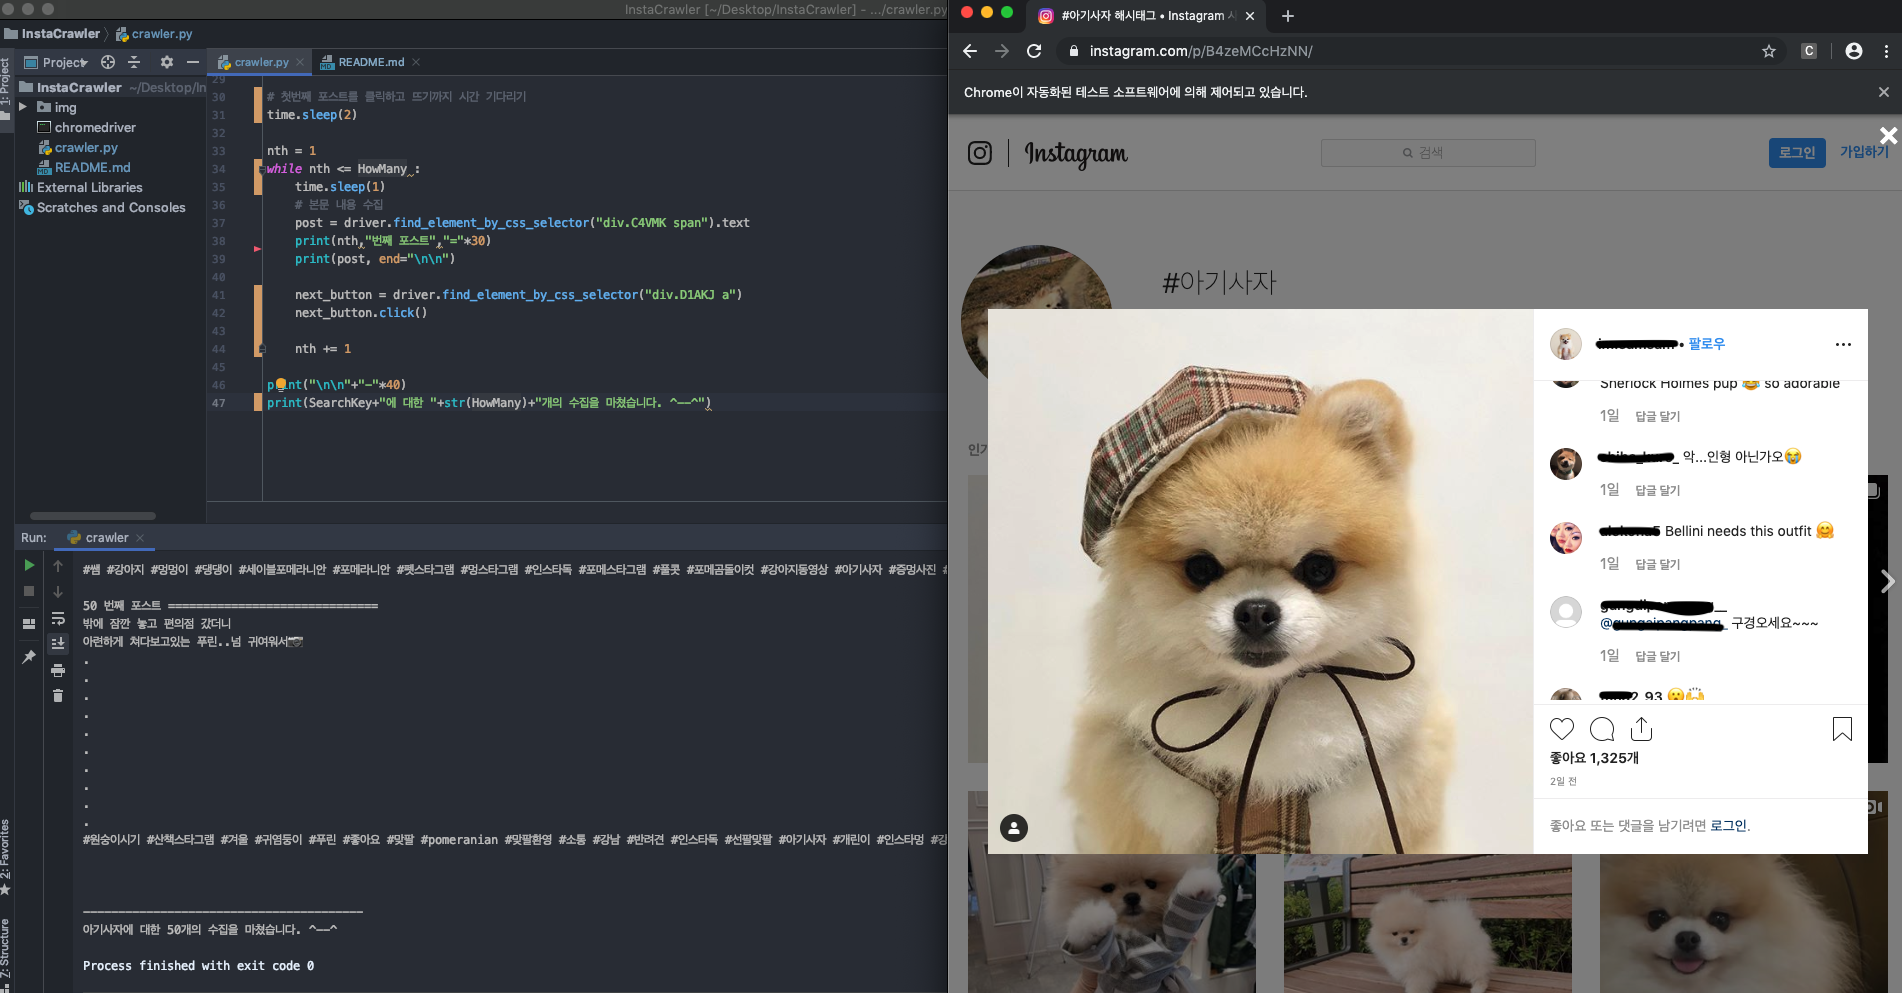 InstaCrawler [~/Desktop/InstaCrawler] - .../crawler.py
InstaCrawler
crawler.py
Project
crawler.py
README.md
1: Project
InstaCrawler ~/Desktop/In
img
chromedriver
crawler.py
README.md
External Libraries
Scratches and Consoles
29
30 # 첫번째 포스트를 클릭하고 뜨기까지 시간 기다리기
31 time.sleep(2)
32
33 nth = 1
34 while nth <= HowMany :
35 time.sleep(1)
36 # 본문 내용 수집
37 post = driver.find_element_by_css_selector("div.C4VMK span").text
38 print(nth,"번째 포스트","="*30)
39 print(post, end="\n\n")
40
41 next_button = driver.find_element_by_css_selector("div.D1AKJ a")
42 next_button.click()
43
44 nth += 1
45
46 print("\n\n"+"-"*40)
47 print(SearchKey+"에 대한 "+str(HowMany)+"개의 수집을 마쳤습니다. ^——^")
Run:
crawler
#쌤 #강아지 #멍멍이 #댕댕이 #세이블포메라니안 #포메라니안 #펫스타그램 #멍스타그램 #인스타독 #포메스타그램 #풀콧 #포메곰돌이컷 #강아지동영상 #아기사자 #증멍사진 #
50 번째 포스트 ==============================
밖에 잠깐 놓고 편의점 갔더니
아련하게 쳐다보고있는 푸린..넘 귀여워서
.
.
.
.
.
.
.
.
.
.
#원숭이시기 #산책스타그램 #겨울 #귀염둥이 #푸린 #좋아요 #맞팔 #pomeranian #맞팔환영 #소통 #강남 #반려견 #인스타독 #선팔맞팔 #아기사자 #개린이 #인스타멍 #강
----------------------------------------
아기사자에 대한 50개의 수집을 마쳤습니다. ^——^
Process finished with exit code 0
2: Favorites
7: Structure
#아기사자 해시태그 • Instagram 사
instagram.com/p/B4zeMCcHzNN/
C
Chrome이 자동화된 테스트 소프트웨어에 의해 제어되고 있습니다.
Instagram
검색
로그인
가입하기
#아기사자
인기
• 팔로우
Sherlock Holmes pup 😂 so adorable
1일 답글 달기
악...인형 아닌가오😭
1일 답글 달기
Bellini needs this outfit 🤗
1일 답글 달기
@ 구경오세요~~~
1일 답글 달기
2_93 😮🙌
좋아요 1,325개
2일 전
좋아요 또는 댓글을 남기려면 로그인.